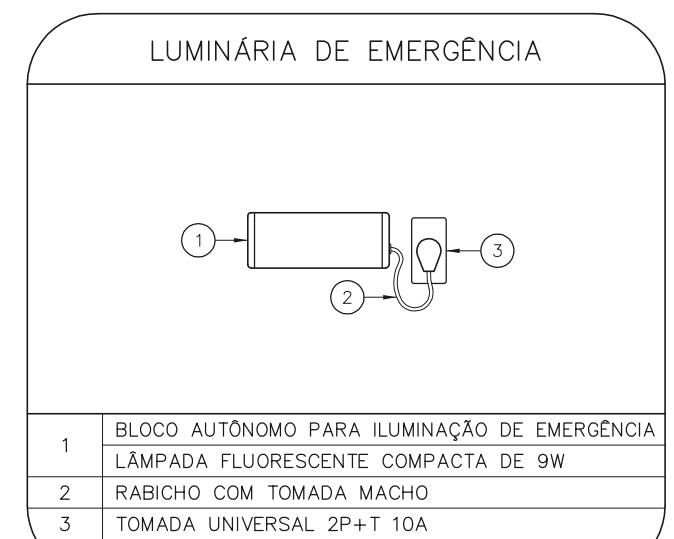 LUMINÁRIA DE EMERGÊNCIA
1
3
2
1
BLOCO AUTÔNOMO PARA ILUMINAÇÃO DE EMERGÊNCIA
LÂMPADA FLUORESCENTE COMPACTA DE 9W
2 RABICHO COM TOMADA MACHO
3 TOMADA UNIVERSAL 2P+T 10A